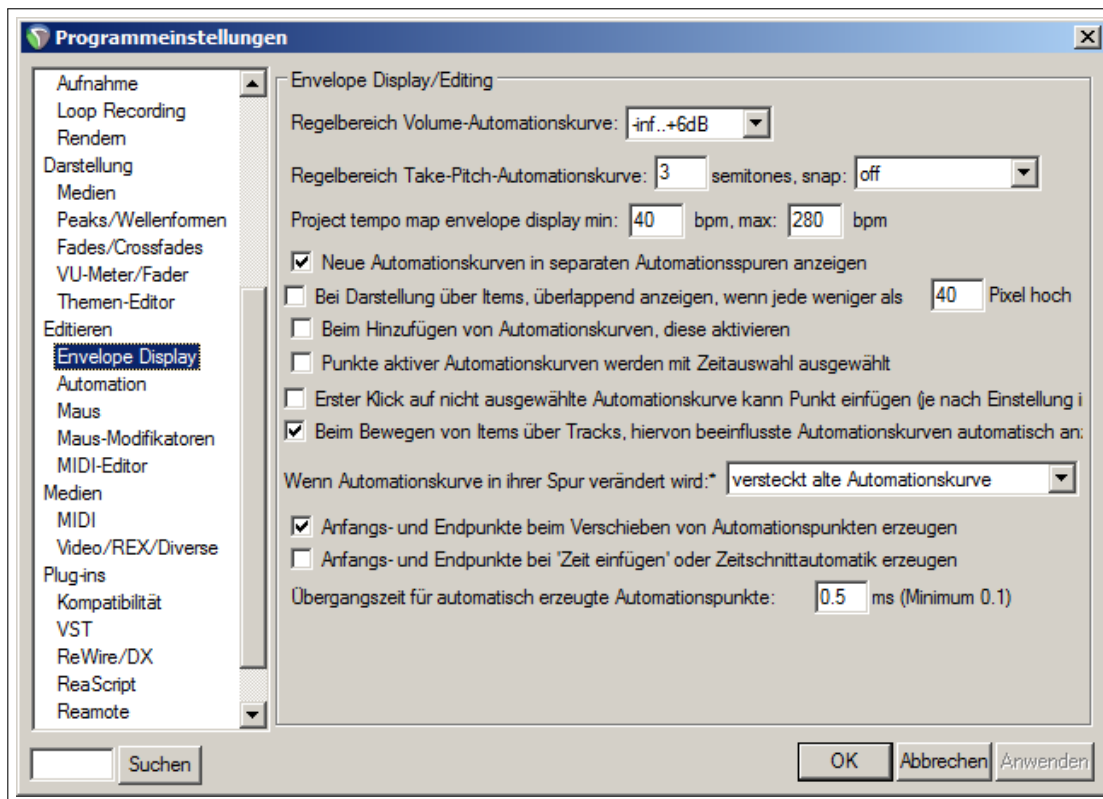 Programmeinstellungen
Aufnahme
Loop Recording
Rendern
Darstellung
Medien
Peaks/Wellenformen
Fades/Crossfades
VU-Meter/Fader
Themen-Editor
Editieren
Envelope Display
Automation
Maus
Maus-Modifikatoren
MIDI-Editor
Medien
MIDI
Video/REX/Diverse
Plug-ins
Kompatibilität
VST
ReWire/DX
ReaScript
Reamote
Suchen
Envelope Display/Editing
Regelbereich Volume-Automationskurve: -inf..+6dB
Regelbereich Take-Pitch-Automationskurve: 3 semitones, snap: off
Project tempo map envelope display min: 40 bpm, max: 280 bpm
Neue Automationskurven in separaten Automationsspuren anzeigen
Bei Darstellung über Items, überlappend anzeigen, wenn jede weniger als 40 Pixel hoch
Beim Hinzufügen von Automationskurven, diese aktivieren
Punkte aktiver Automationskurven werden mit Zeitauswahl ausgewählt
Erster Klick auf nicht ausgewählte Automationskurve kann Punkt einfügen (je nach Einstellung i
Beim Bewegen von Items über Tracks, hiervon beeinflusste Automationskurven automatisch an:
Wenn Automationskurve in ihrer Spur verändert wird:* versteckt alte Automationskurve
Anfangs- und Endpunkte beim Verschieben von Automationspunkten erzeugen
Anfangs- und Endpunkte bei 'Zeit einfügen' oder Zeitschnittautomatik erzeugen
Übergangszeit für automatisch erzeugte Automationspunkte: 0.5 ms (Minimum 0.1)
OK Abbrechen Anwenden